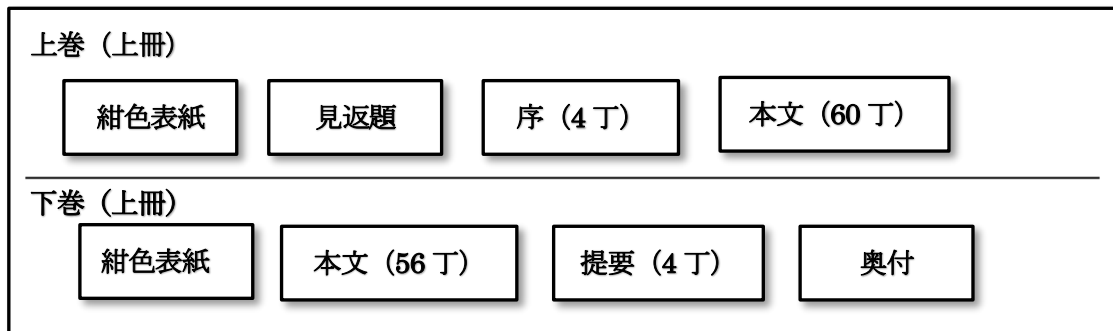 上巻（上冊）
紺色表紙 見返題 序（4丁） 本文（60丁）
下巻（上冊）
紺色表紙 本文（56丁） 提要（4丁） 奥付